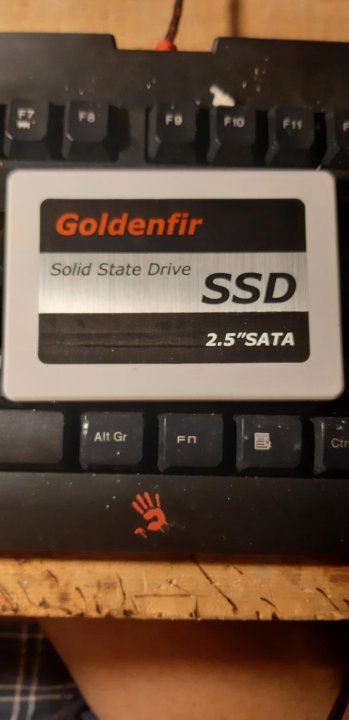 F7 F8 F9 F10 F11 F
Goldenfir
Solid State Drive
SSD
2.5"SATA
Alt Gr Fn Ctr